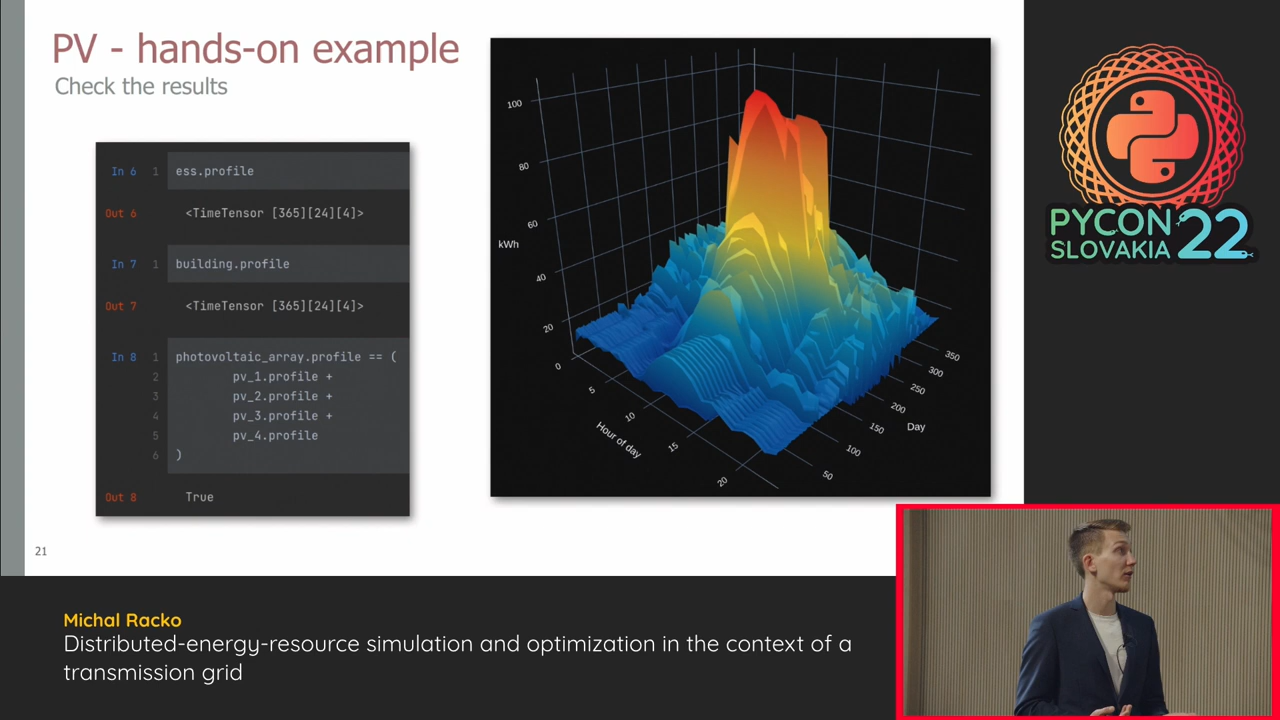 PV - hands-on example
Check the results
In 6 1 ess.profile
Out 6 <TimeTensor [365][24][4]>
In 7 1 building.profile
Out 7 <TimeTensor [365][24][4]>
In 8 1 photovoltaic_array.profile == (
2 pv_1.profile +
3 pv_2.profile +
4 pv_3.profile +
5 pv_4.profile
6 )
Out 8 True
100
80
60
kWh
40
20
0
5
10
Hour of day
15
20
350
300
250
200
Day
150
100
50
PYCON
SLOVAKIA
22
21
Michal Racko
Distributed-energy-resource simulation and optimization in the context of a
transmission grid